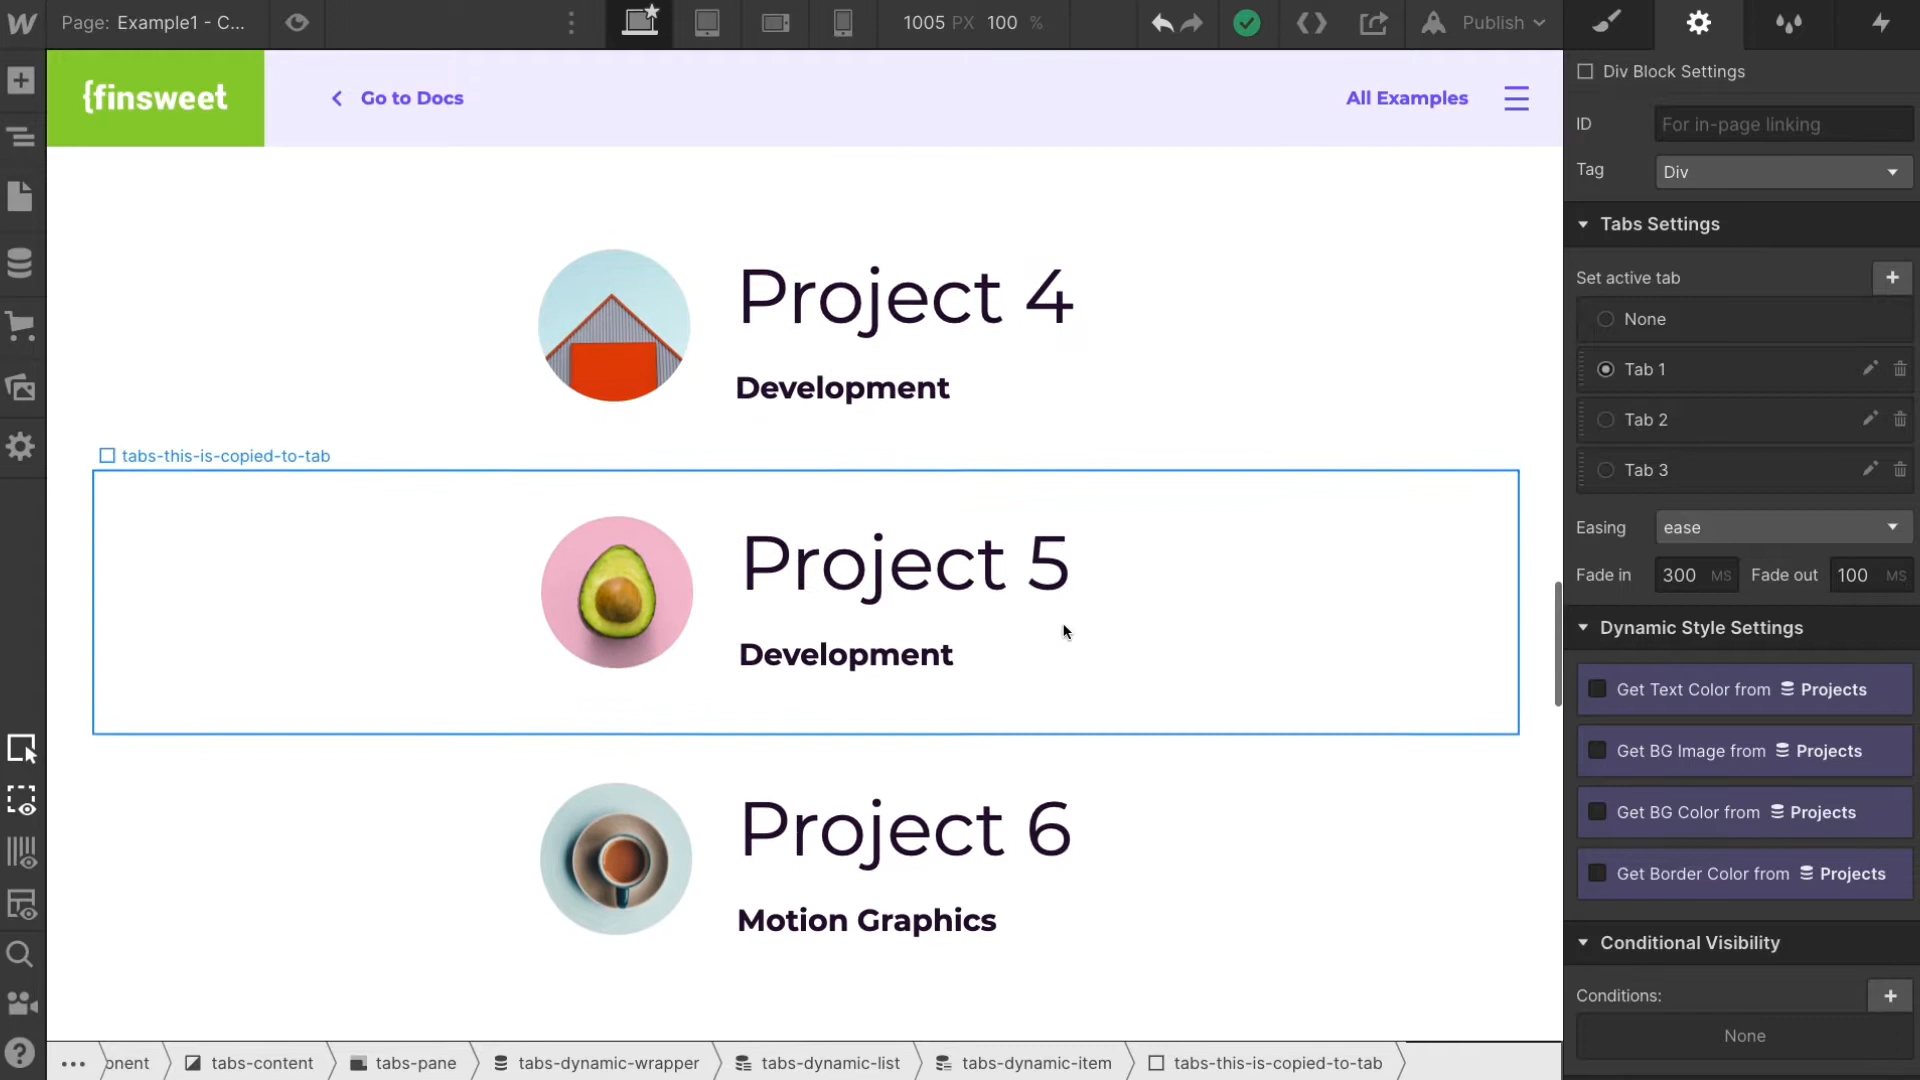 Page: Example1 - C...
1005 PX 100 %
Publish
{finsweet
Go to Docs
All Examples
Project 4
Development
tabs-this-is-copied-to-tab
Project 5
Development
Project 6
Motion Graphics
Div Block Settings
ID For in-page linking
Tag Div
Tabs Settings
Set active tab
None
Tab 1
Tab 2
Tab 3
Easing ease
Fade in 300 MS Fade out 100 MS
Dynamic Style Settings
Get Text Color from Projects
Get BG Image from Projects
Get BG Color from Projects
Get Border Color from Projects
Conditional Visibility
Conditions:
None
... onent tabs-content tabs-pane tabs-dynamic-wrapper tabs-dynamic-list tabs-dynamic-item tabs-this-is-copied-to-tab